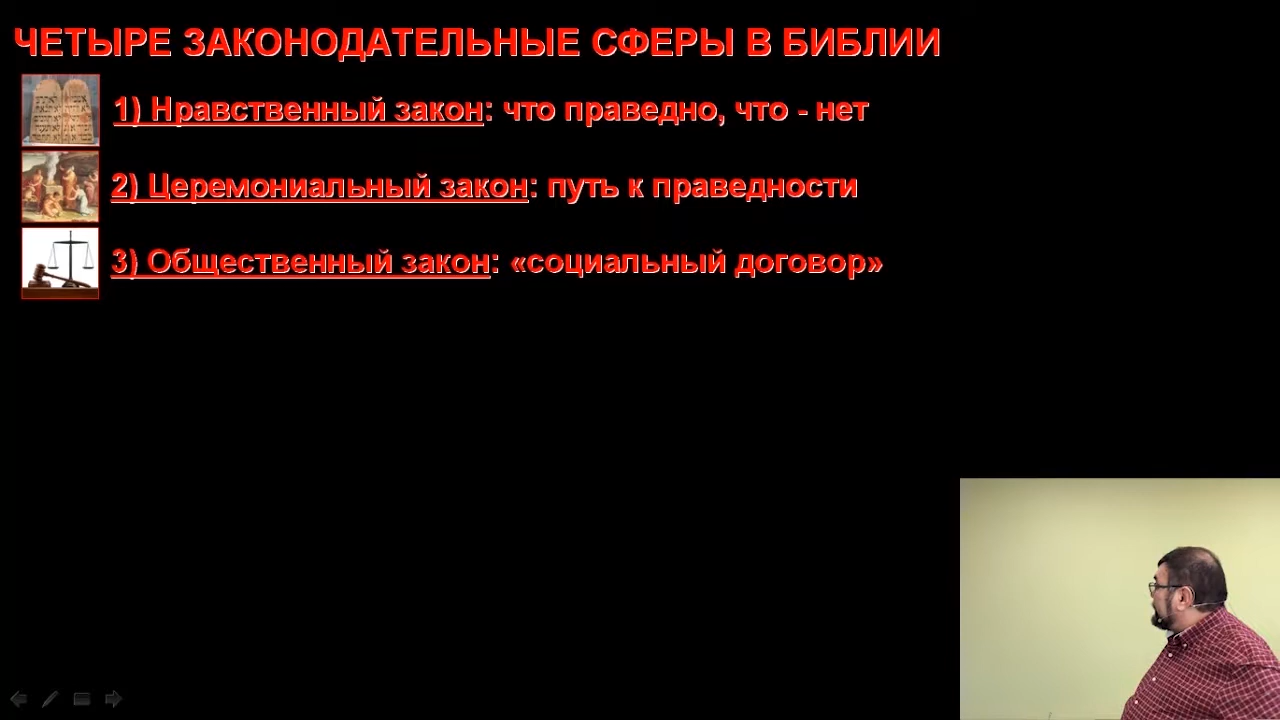 ЧЕТЫРЕ ЗАКОНОДАТЕЛЬНЫЕ СФЕРЫ В БИБЛИИ
1) Нравственный закон: что праведно, что - нет
2) Церемониальный закон: путь к праведности
3) Общественный закон: «социальный договор»